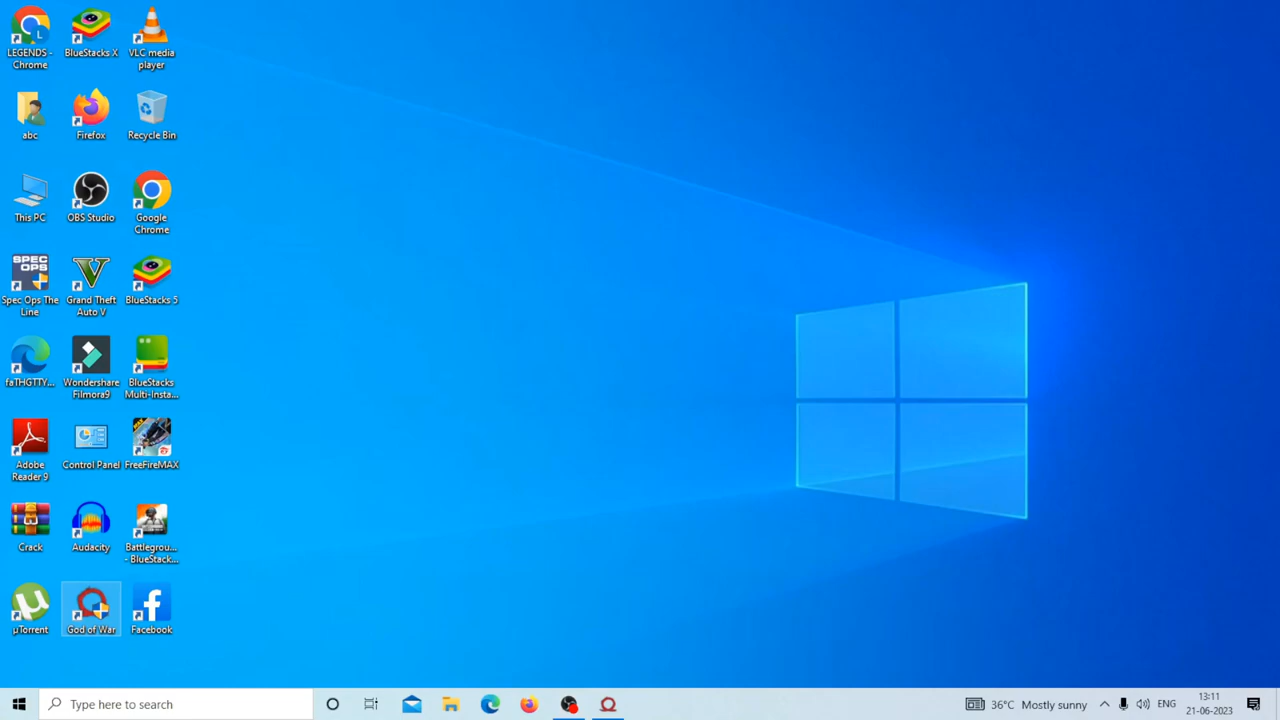 LEGENDS -
Chrome
BlueStacks X
VLC media
player
abc
Firefox
Recycle Bin
This PC
OBS Studio
Google
Chrome
SPEC
OPS
Spec Ops The
Line
Grand Theft
Auto V
BlueStacks 5
faTHGTTY...
Wondershare
Filmora9
BlueStacks
Multi-Insta...
Adobe
Reader 9
Control Panel
FreeFireMAX
Crack
Audacity
Battlegrou...
- BlueStack...
µTorrent
God of War
Facebook
Type here to search
36°C Mostly sunny
ENG
13:11
21-06-2023